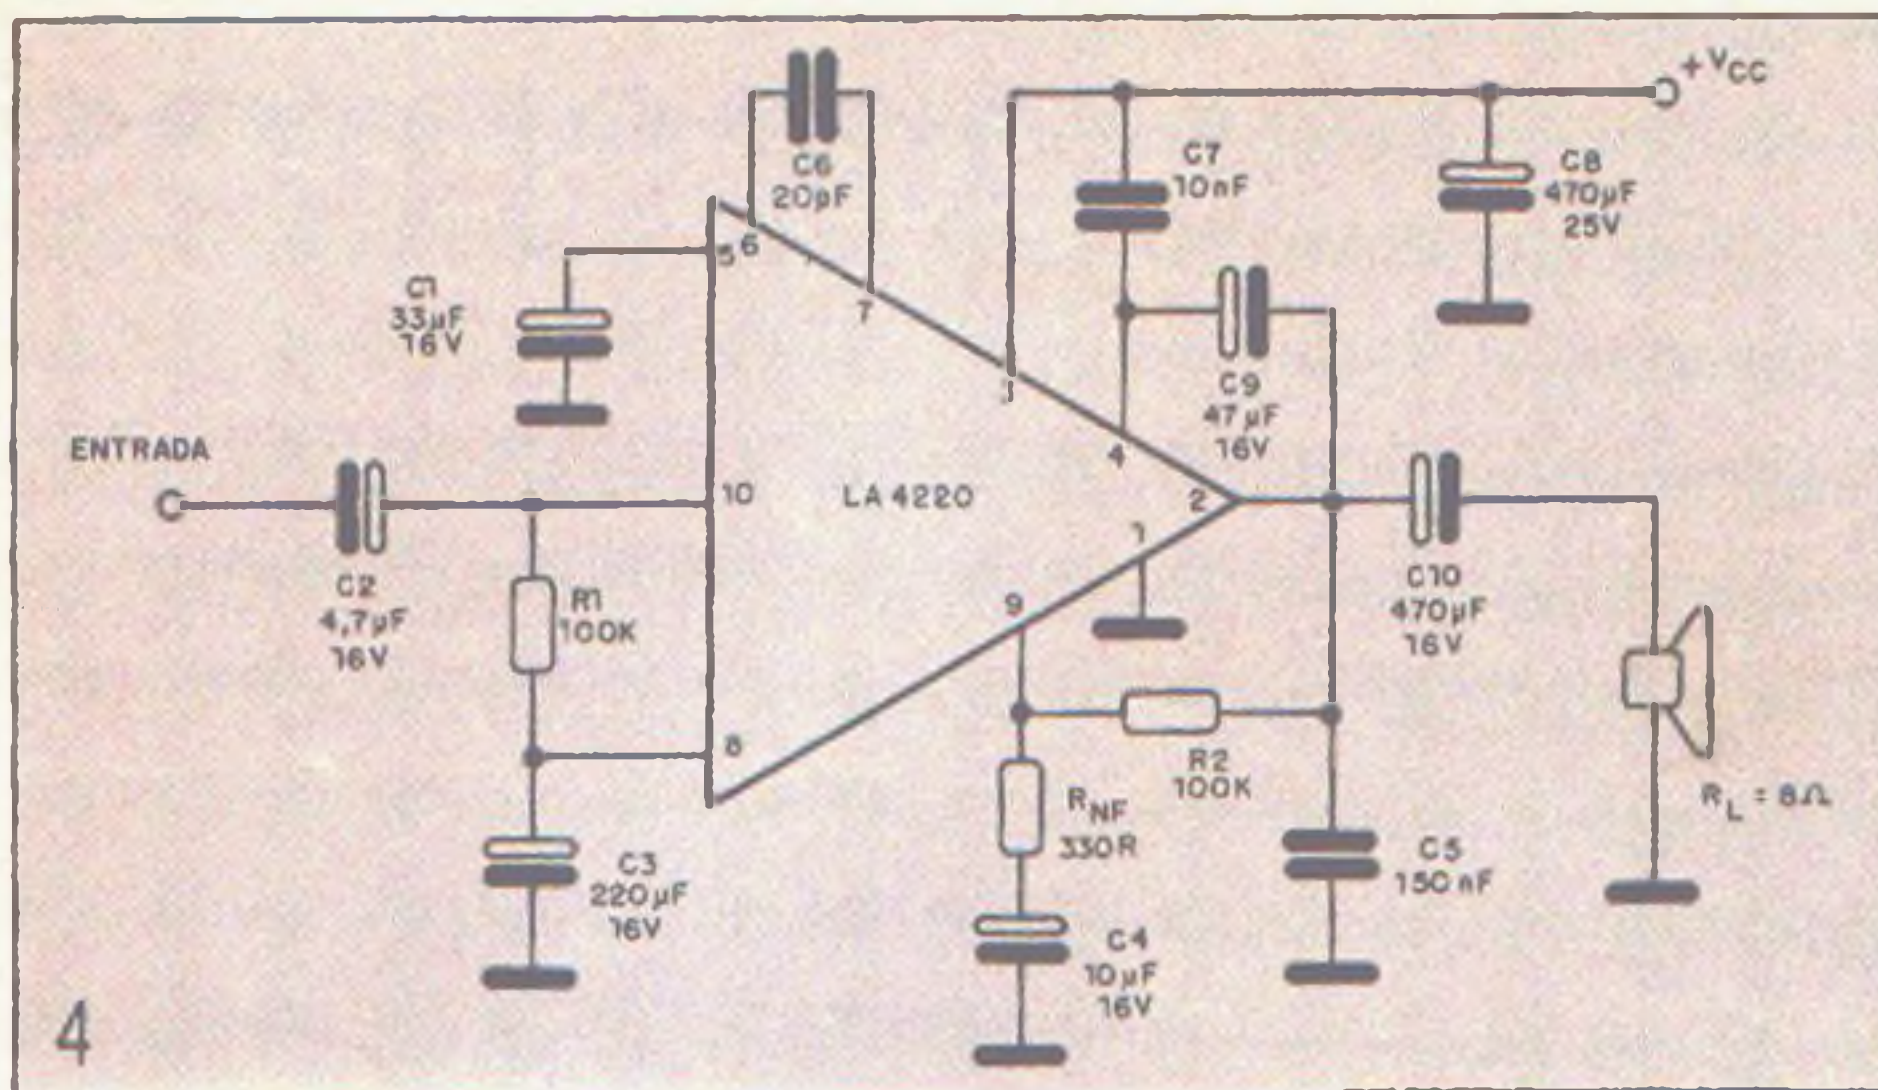 +VCC
C6
20pF
C7
10nF
C8
470µF
25V
5
6
7
C1
33µF
16V
C9
47µF
16V
4
ENTRADA
10
LA 4220
2
1
C2
4,7µF
16V
R1
100K
C10
470µF
16V
9
8
R2
100K
RNF
330R
RL = 8Ω
C3
220µF
16V
C5
150nF
C4
10µF
16V
4